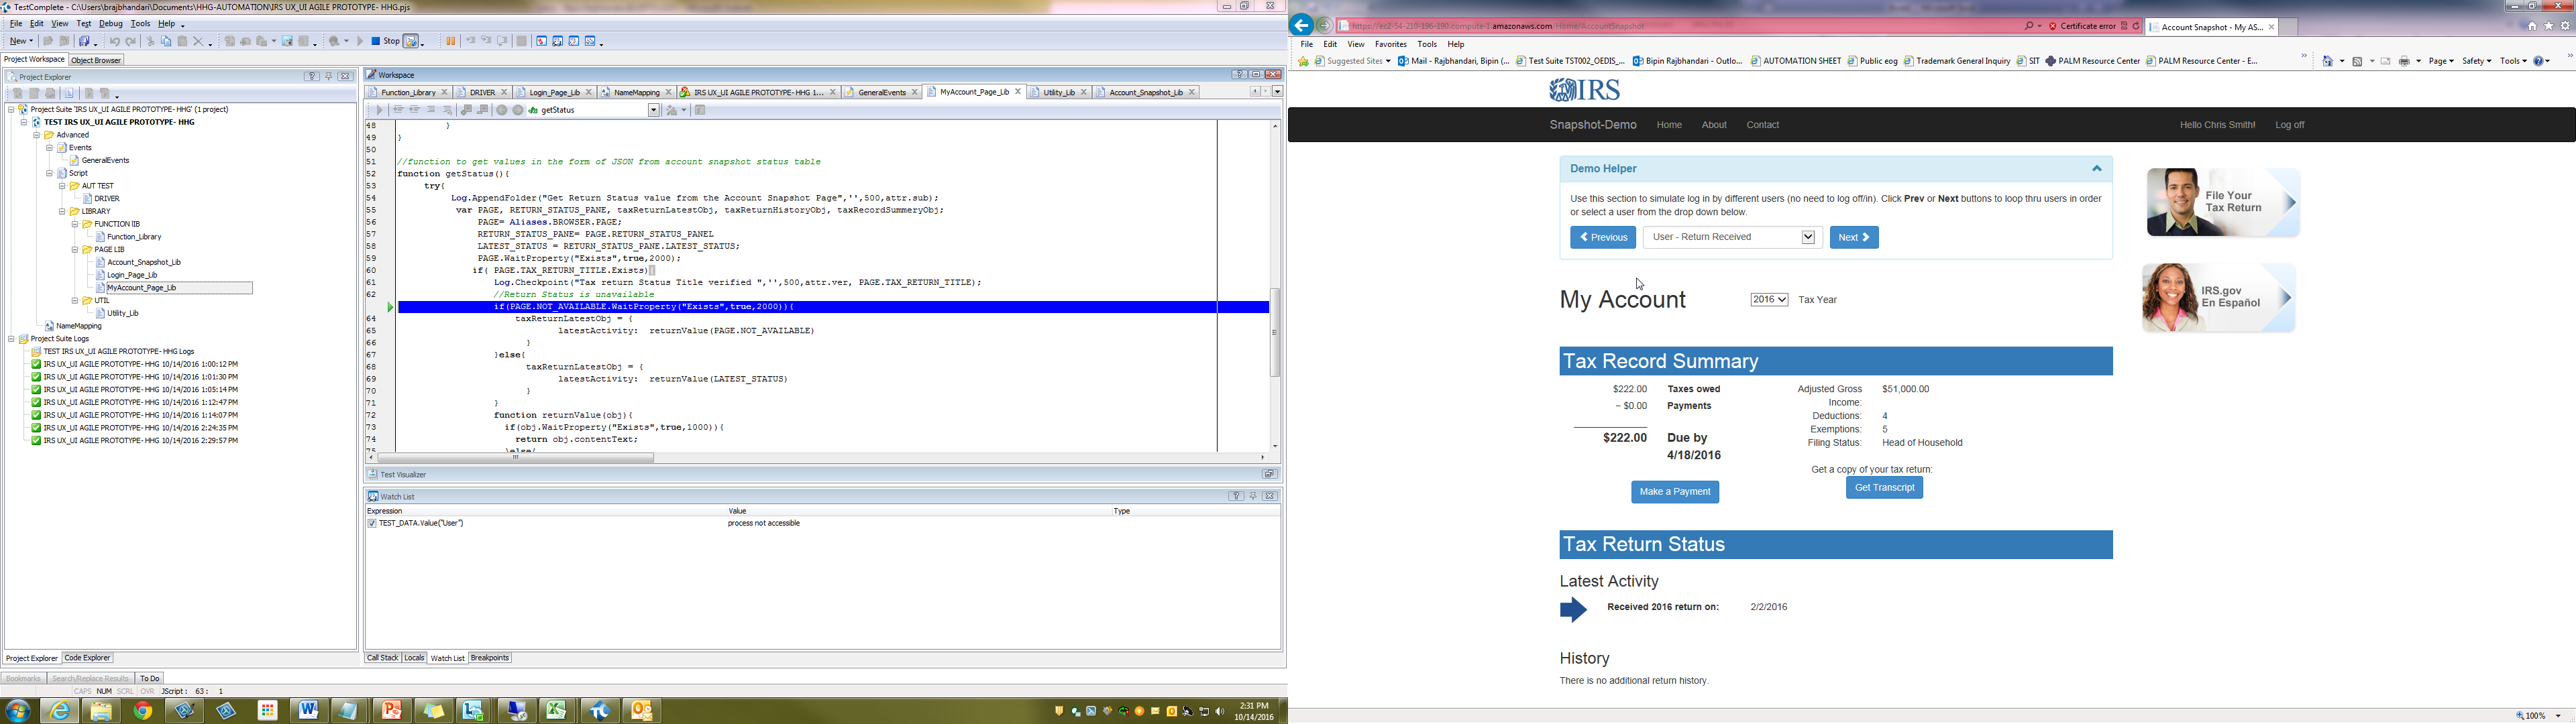 TestComplete - C:\Users\brajbhandari\Documents\HHG-AUTOMATION\IRS UX_UI AGILE PROTOTYPE- HHG.pjs
File Edit View Test Debug Tools Help
New Stop
Project Workspace Object Browser
Project Explorer
Project Suite 'IRS UX_UI AGILE PROTOTYPE- HHG' (1 project)
TEST IRS UX_UI AGILE PROTOTYPE- HHG
Advanced
Events
GeneralEvents
Script
AUT TEST
DRIVER
LIBRARY
FUNCTION lIB
Function_Library
PAGE LIB
Account_Snapshot_Lib
Login_Page_Lib
MyAccount_Page_Lib
UTIL
Utility_Lib
NameMapping
Project Suite Logs
TEST IRS UX_UI AGILE PROTOTYPE- HHG Logs
IRS UX_UI AGILE PROTOTYPE- HHG 10/14/2016 1:00:12 PM
IRS UX_UI AGILE PROTOTYPE- HHG 10/14/2016 1:01:30 PM
IRS UX_UI AGILE PROTOTYPE- HHG 10/14/2016 1:05:14 PM
IRS UX_UI AGILE PROTOTYPE- HHG 10/14/2016 1:12:47 PM
IRS UX_UI AGILE PROTOTYPE- HHG 10/14/2016 1:14:07 PM
IRS UX_UI AGILE PROTOTYPE- HHG 10/14/2016 2:24:35 PM
IRS UX_UI AGILE PROTOTYPE- HHG 10/14/2016 2:29:57 PM
Project Explorer Code Explorer
Workspace
Function_Library DRIVER Login_Page_Lib NameMapping IRS UX_UI AGILE PROTOTYPE- HHG 1... GeneralEvents MyAccount_Page_Lib Utility_Lib Account_Snapshot_Lib
getStatus
48 }
49 }
50
51 //function to get values in the form of JSON from account snapshot status table
52 function getStatus(){
53 try{
54 Log.AppendFolder("Get Return Status value from the Account Snapshot Page",'',500,attr.sub);
55 var PAGE, RETURN_STATUS_PANE, taxReturnLatestObj, taxReturnHistoryObj, taxRecordSummeryObj;
56 PAGE= Aliases.BROWSER.PAGE;
57 RETURN_STATUS_PANE= PAGE.RETURN_STATUS_PANEL
58 LATEST_STATUS = RETURN_STATUS_PANE.LATEST_STATUS;
59 PAGE.WaitProperty("Exists",true,2000);
60 if( PAGE.TAX_RETURN_TITLE.Exists){
61 Log.Checkpoint("Tax return Status Title verified ",'',500,attr.ver, PAGE.TAX_RETURN_TITLE);
62 //Return Status is unavailable
if(PAGE.NOT_AVAILABLE.WaitProperty("Exists",true,2000)){
64 taxReturnLatestObj = {
65 latestActivity: returnValue(PAGE.NOT_AVAILABLE)
66 }
67 }else{
68 taxReturnLatestObj = {
69 latestActivity: returnValue(LATEST_STATUS)
70 }
71 }
72 function returnValue(obj){
73 if(obj.WaitProperty("Exists",true,1000)){
74 return obj.contentText;
75 }else{
Test Visualizer
Watch List
Expression Value Type
TEST_DATA.Value("User") process not accessible
Call Stack Locals Watch List Breakpoints
Bookmarks Search/Replace Results To Do
CAPS NUM SCRL OVR JScript : 63 : 1
2:31 PM
10/14/2016
https://ec2-54-210-196-190.compute-1.amazonaws.com/Home/AccountSnapshot
Certificate error
Account Snapshot - My AS...
File Edit View Favorites Tools Help
Suggested Sites Mail - Rajbhandari, Bipin (... Test Suite TST002_OEDIS_... Bipin Rajbhandari - Outlo... AUTOMATION SHEET Public eog Trademark General Inquiry SIT PALM Resource Center PALM Resource Center - E...
Page Safety Tools
IRS
Snapshot-Demo Home About Contact Hello Chris Smith! Log off
Demo Helper
Use this section to simulate log in by different users (no need to log off/in). Click Prev or Next buttons to loop thru users in order
or select a user from the drop down below.
Previous User - Return Received Next
My Account 2016 Tax Year
File Your
Tax Return
IRS.gov
En Español
Tax Record Summary
$222.00 Taxes owed
– $0.00 Payments
$222.00 Due by
4/18/2016
Make a Payment
Adjusted Gross $51,000.00
Income:
Deductions: 4
Exemptions: 5
Filing Status: Head of Household
Get a copy of your tax return:
Get Transcript
Tax Return Status
Latest Activity
Received 2016 return on: 2/2/2016
History
There is no additional return history.
100%